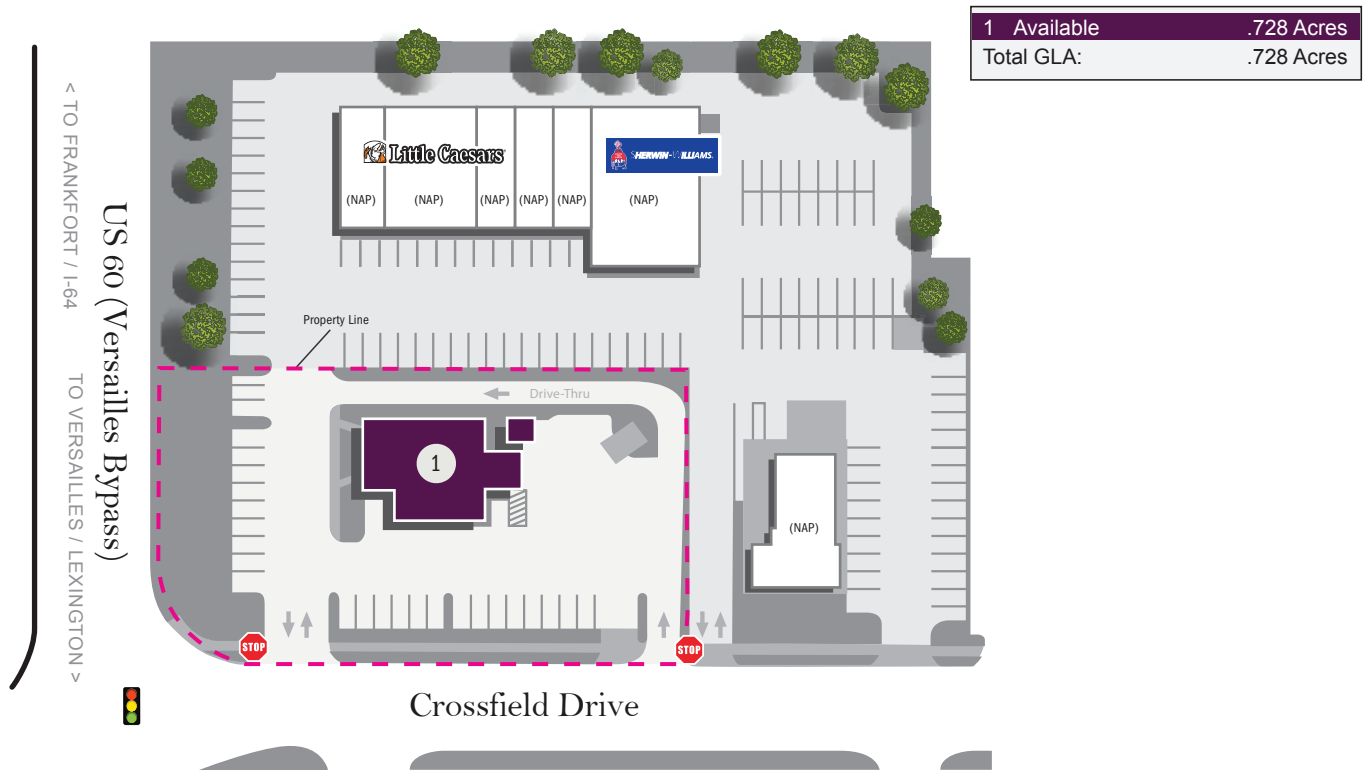 1 Available .728 Acres
Total GLA: .728 Acres
< TO FRANKFORT / I-64
TO VERSAILLES / LEXINGTON >
US 60 (Versailles Bypass)
Little Caesars
SHERWIN-WILLIAMS.
(NAP)
(NAP)
(NAP)
(NAP)
(NAP)
(NAP)
Property Line
Drive-Thru
1
(NAP)
STOP
STOP
Crossfield Drive